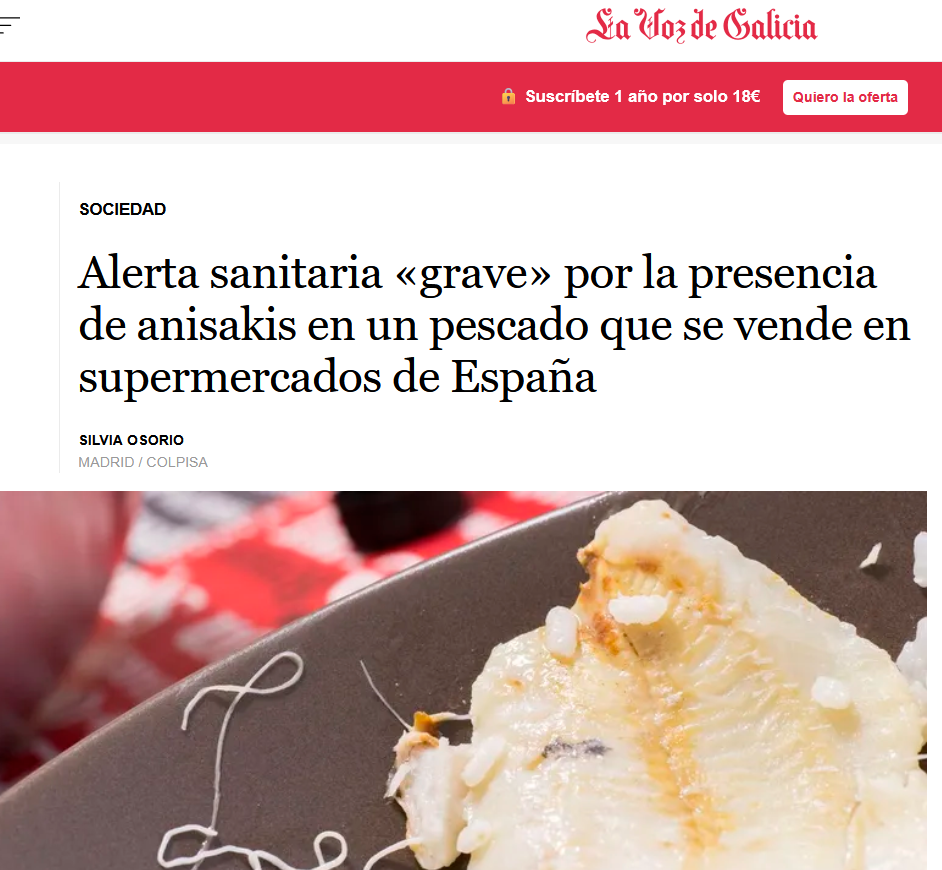 La Voz de Galicia
Suscríbete 1 año por solo 18€
Quiero la oferta
SOCIEDAD
Alerta sanitaria «grave» por la presencia
de anisakis en un pescado que se vende en
supermercados de España
SILVIA OSORIO
MADRID / COLPISA